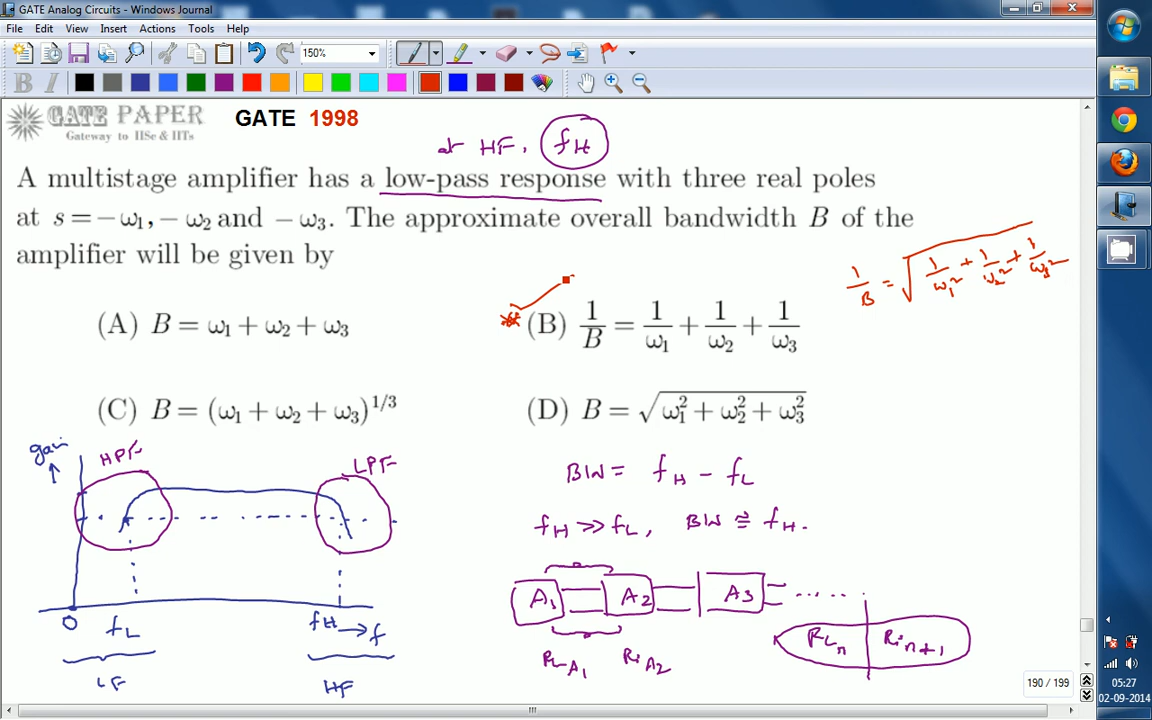 GATE Analog Circuits - Windows Journal
File Edit View Insert Actions Tools Help
150%
B I
GATE PAPER
Gateway to IISc & IITs
GATE 1998
at HF, fH
A multistage amplifier has a low-pass response with three real poles
at s = −ω₁, −ω₂ and −ω₃. The approximate overall bandwidth B of the
amplifier will be given by
1/B = √(1/ω₁² + 1/ω₂² + 1/ω₃²)
(A) B = ω₁ + ω₂ + ω₃
(B) 1/B = 1/ω₁ + 1/ω₂ + 1/ω₃
(C) B = (ω₁ + ω₂ + ω₃)^{1/3}
(D) B = √(ω₁² + ω₂² + ω₃²)
gain
HPF
LPF
BW = fH - fL
fH >> fL, BW ≅ fH.
A1 A2 A3 ......
0 fL fH → f
RLA1 RiA2
RLn Rin+1
LF HF
190 / 199
05:27
02-09-2014